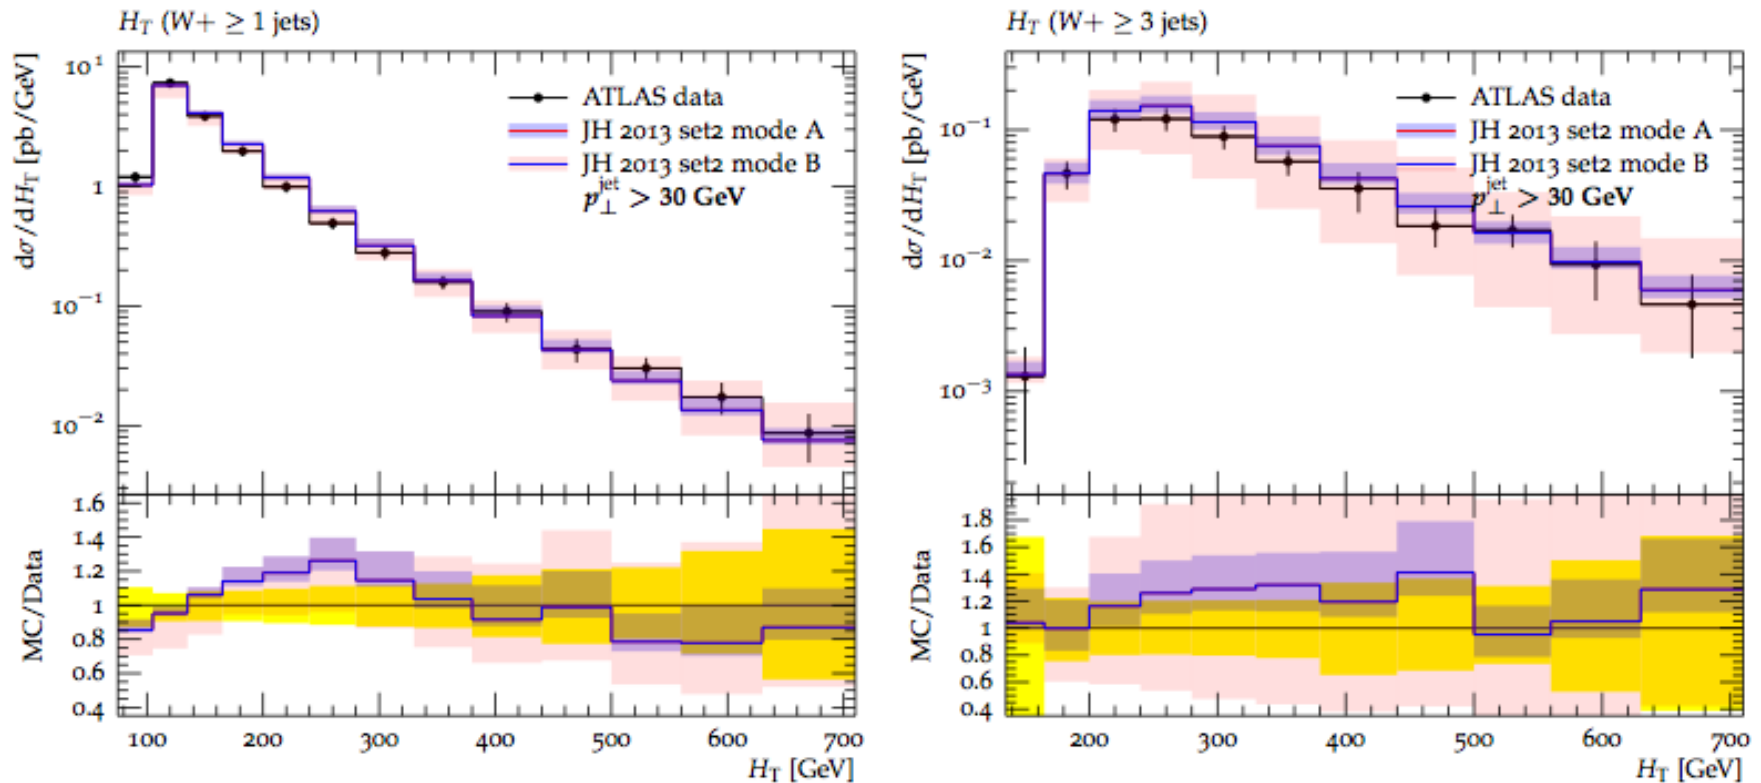 H_T (W+ ≥ 1 jets)
dσ/dH_T [pb/GeV]
10^1
1
10^−1
10^−2
ATLAS data
JH 2013 set2 mode A
JH 2013 set2 mode B
p_⊥^jet > 30 GeV
MC/Data
1.6
1.4
1.2
1
0.8
0.6
0.4
100 200 300 400 500 600 700
H_T [GeV]
H_T (W+ ≥ 3 jets)
dσ/dH_T [pb/GeV]
10^−1
10^−2
10^−3
ATLAS data
JH 2013 set2 mode A
JH 2013 set2 mode B
p_⊥^jet > 30 GeV
MC/Data
1.8
1.6
1.4
1.2
1
0.8
0.6
0.4
200 300 400 500 600 700
H_T [GeV]